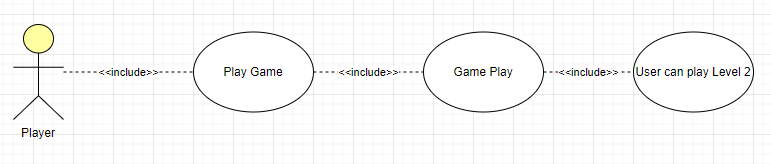 <<include>>
Play Game
<<include>>
Game Play
<<include>>
User can play Level 2
Player